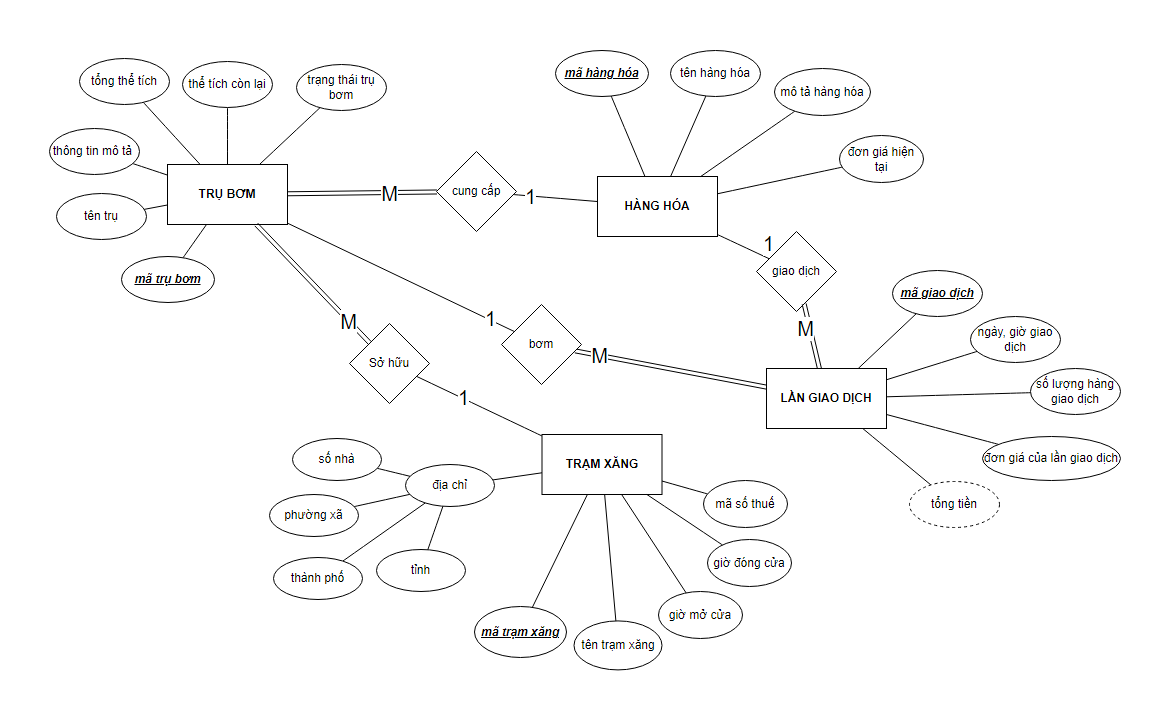 mã hàng hóa
tên hàng hóa
tổng thể tích
thể tích còn lại
trạng thái trụ
bơm
mô tả hàng hóa
thông tin mô tả
đơn giá hiện
tại
TRỤ BƠM
M
cung cấp
1
HÀNG HÓA
tên trụ
1
giao dịch
mã trụ bơm
mã giao dịch
M
1
bơm
M
M
ngày, giờ giao
dịch
Sở hữu
1
số lượng hàng
giao dịch
LẦN GIAO DỊCH
đơn giá của lần giao dịch
tổng tiền
TRẠM XĂNG
số nhà
địa chỉ
phường xã
thành phố
tỉnh
mã số thuế
giờ đóng cửa
giờ mở cửa
mã trạm xăng
tên trạm xăng